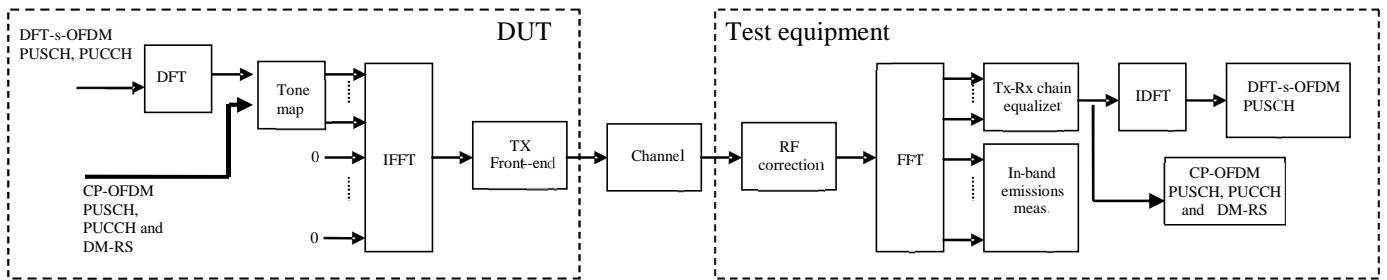 DUT
DFT-s-OFDM
PUSCH, PUCCH
DFT
Tone
map
0
0
CP-OFDM
PUSCH,
PUCCH and
DM-RS
IFFT
TX
Front--end
Channel
Test equipment
RF
correction
FFT
Tx-Rx chain
equalizer
IDFT
DFT-s-OFDM
PUSCH
In-band
emissions
meas.
CP-OFDM
PUSCH, PUCCH
and DM-RS